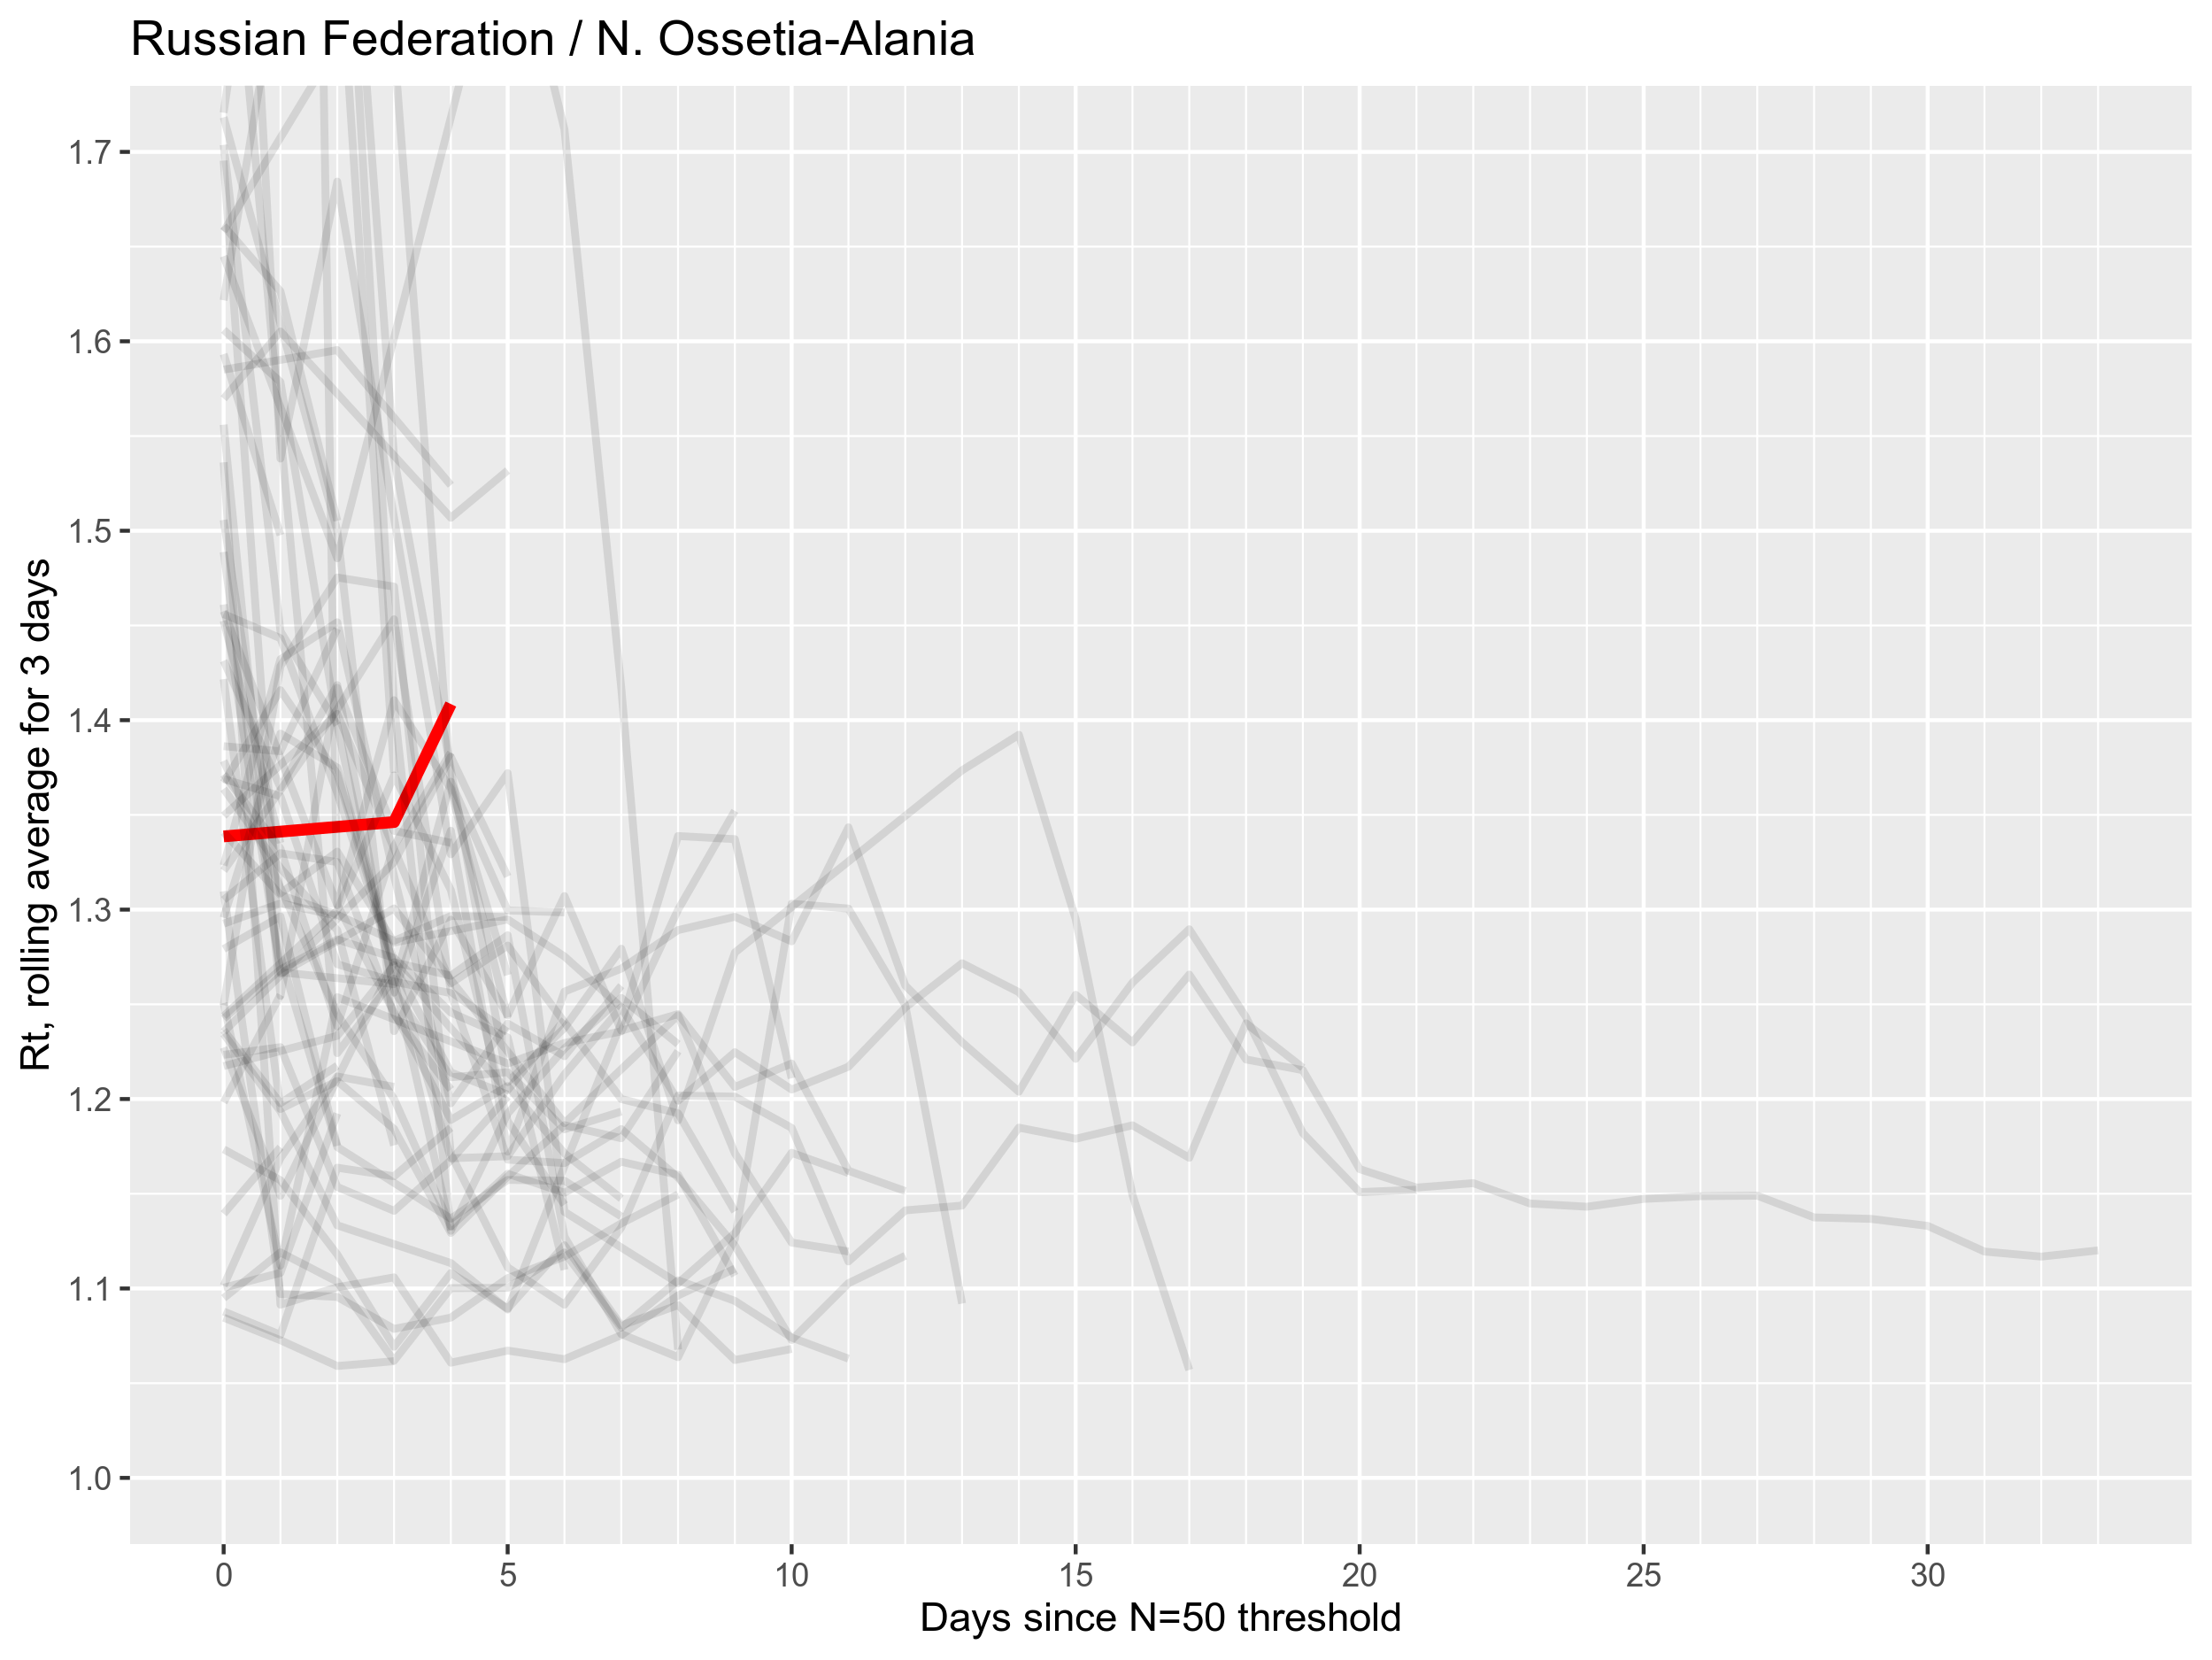 Russian Federation / N. Ossetia-Alania
Rt, rolling average for 3 days
1.7
1.6
1.5
1.4
1.3
1.2
1.1
1.0
0 5 10 15 20 25 30
Days since N=50 threshold